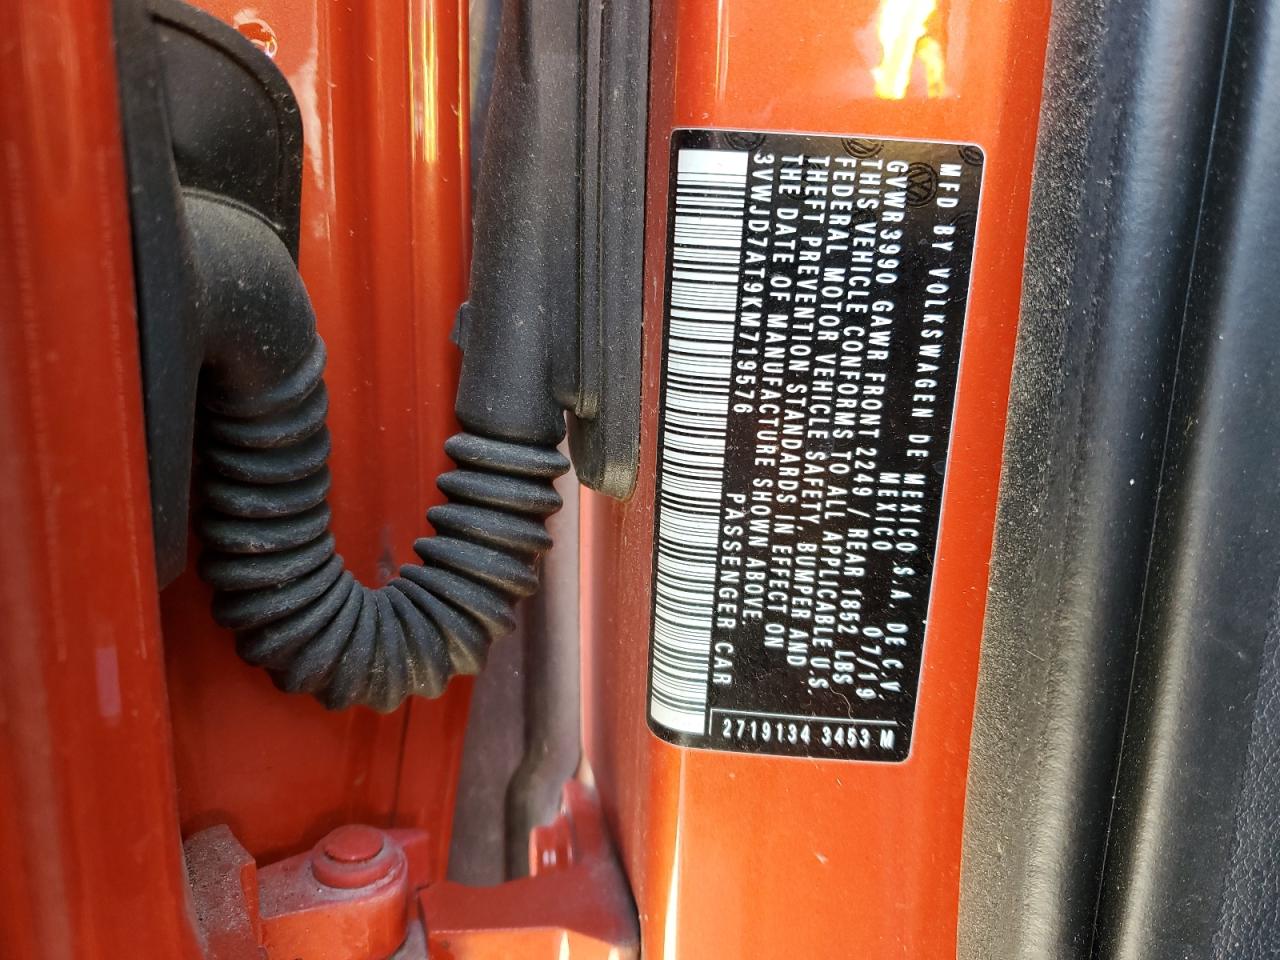 MFD BY VOLKSWAGEN DE MEXICO S.A. DE C.V
MEXICO 07/19
GVWR3990 GAWR FRONT 2249 / REAR 1852 LBS
THIS VEHICLE CONFORMS TO ALL APPLICABLE U.S.
FEDERAL MOTOR VEHICLE SAFETY, BUMPER AND
THEFT PREVENTION STANDARDS IN EFFECT ON
THE DATE OF MANUFACTURE SHOWN ABOVE.
3VWJD7AT9KM719576 PASSENGER CAR
2719134 3453 M